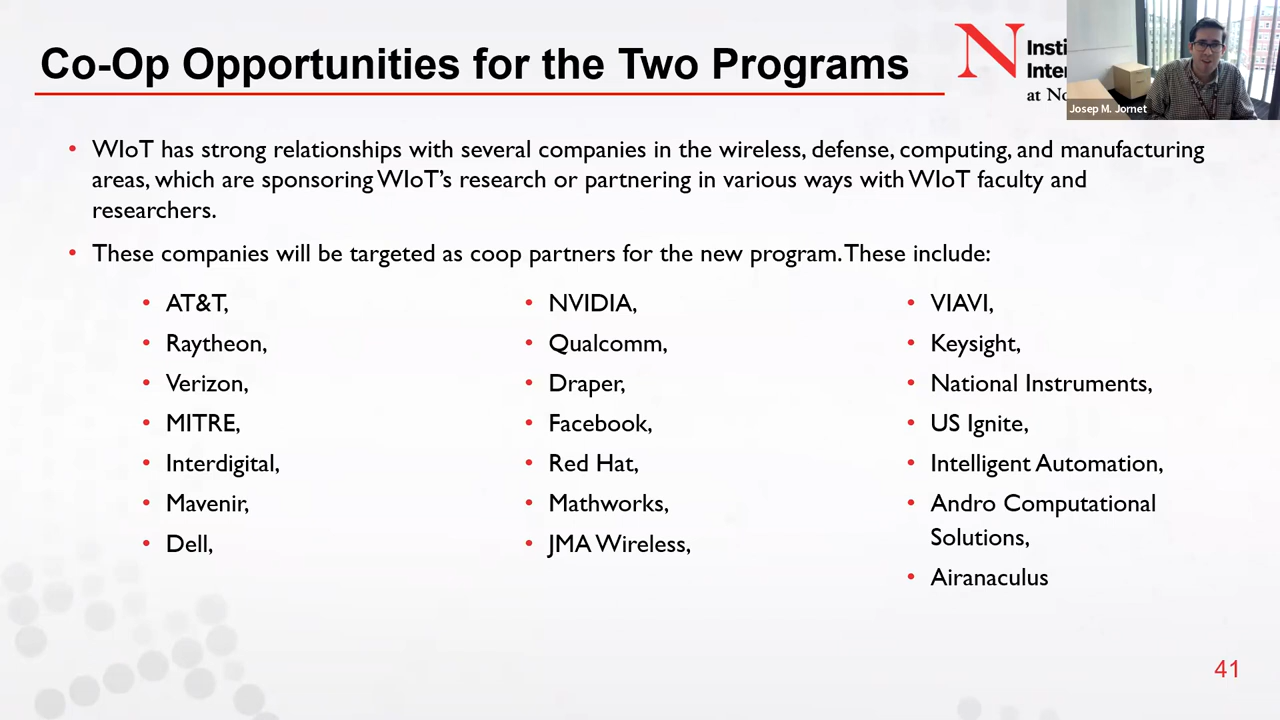 Co-Op Opportunities for the Two Programs
N
at
Josep M. Jornet
• WIoT has strong relationships with several companies in the wireless, defense, computing, and manufacturing
areas, which are sponsoring WIoT's research or partnering in various ways with WIoT faculty and
researchers.
• These companies will be targeted as coop partners for the new program. These include:
• AT&T,
• Raytheon,
• Verizon,
• MITRE,
• Interdigital,
• Mavenir,
• Dell,
• NVIDIA,
• Qualcomm,
• Draper,
• Facebook,
• Red Hat,
• Mathworks,
• JMA Wireless,
• VIAVI,
• Keysight,
• National Instruments,
• US Ignite,
• Intelligent Automation,
• Andro Computational
Solutions,
• Airanaculus
41